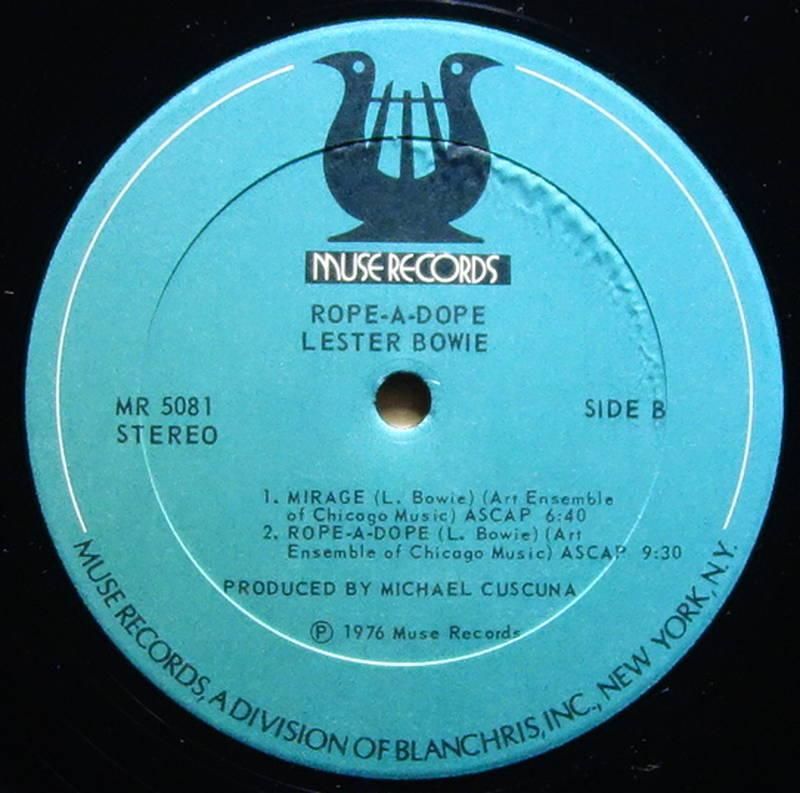 MUSE RECORDS
ROPE-A-DOPE
LESTER BOWIE
MR 5081
STEREO
SIDE B
1. MIRAGE (L. Bowie) (Art Ensemble
of Chicago Music) ASCAP 6:40
2. ROPE-A-DOPE (L. Bowie) (Art
Ensemble of Chicago Music) ASCAP 9:30
PRODUCED BY MICHAEL CUSCUNA
Ⓟ 1976 Muse Records
MUSE RECORDS, A DIVISION OF BLANCHRIS, INC., NEW YORK, N.Y.